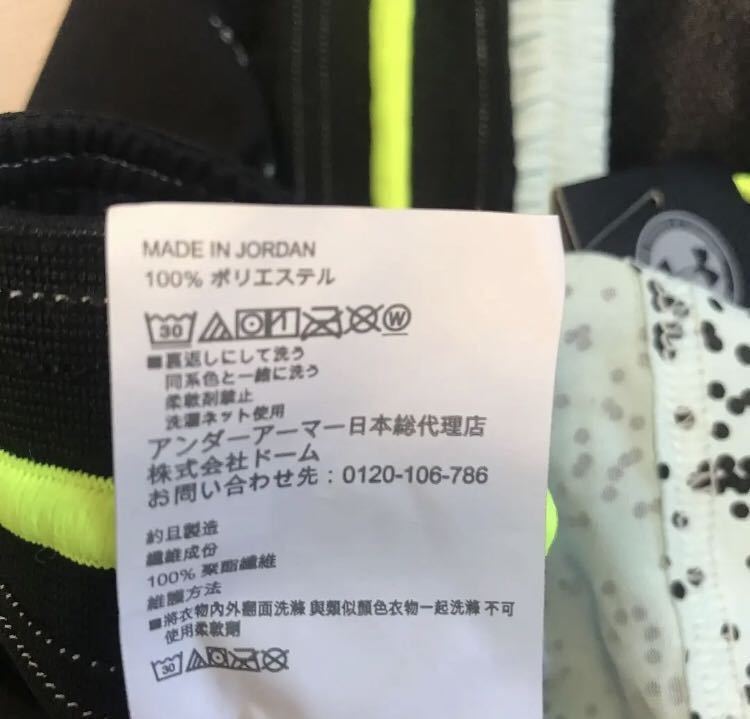 MADE IN JORDAN
100% ポリエステル
30 W
■裏返しにして洗う
同系色と一緒に洗う
柔軟剤禁止
洗濯ネット使用
アンダーアーマー日本総代理店
株式会社ドーム
お問い合わせ先：0120-106-786
約旦製造
纖維成份
100% 聚酯纖維
維護方法
■將衣物內外翻面洗滌 與類似顏色衣物一起洗滌 不可
使用柔軟劑
30